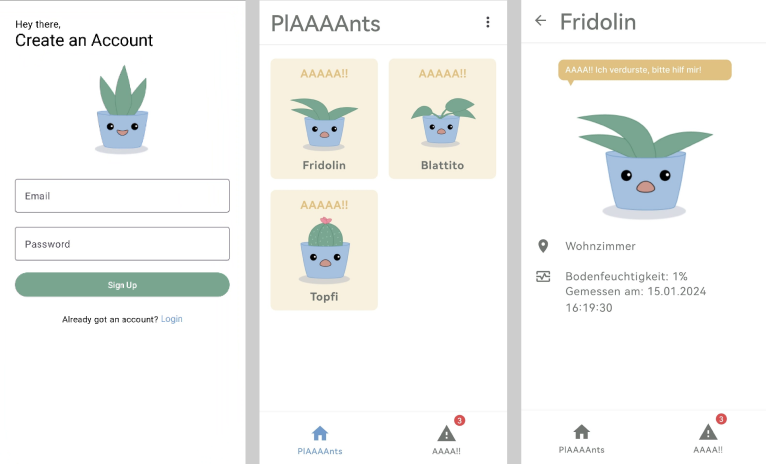 Hey there,
Create an Account
Email
Password
Sign Up
Already got an account? Login
PlAAAAnts
AAAAA!!
AAAAA!!
Fridolin
Blattito
AAAAA!!
Topfi
3
PlAAAAnts
AAAA!!
Fridolin
AAAA!! Ich verdurste, bitte hilf mir!
Wohnzimmer
Bodenfeuchtigkeit: 1%
Gemessen am: 15.01.2024
16:19:30
3
PlAAAAnts
AAAA!!